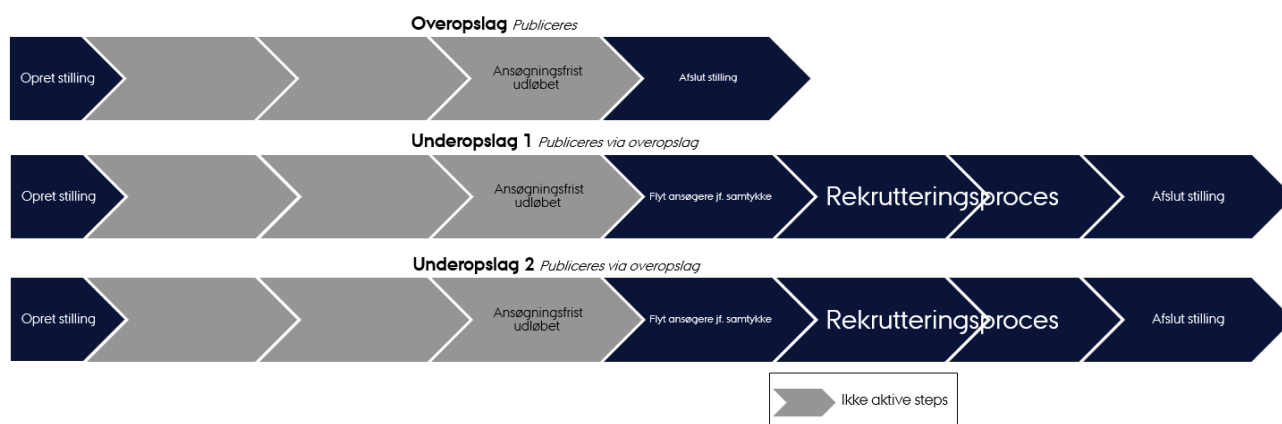 Overopslag Publiceres
Opret stilling
Ansøgningsfrist
udløbet
Afslut stilling
Underopslag 1 Publiceres via overopslag
Opret stilling
Ansøgningsfrist
udløbet
Flyt ansøgere jf. samtykke
Rekrutteringsproces
Afslut stilling
Underopslag 2 Publiceres via overopslag
Opret stilling
Ansøgningsfrist
udløbet
Flyt ansøgere jf. samtykke
Rekrutteringsproces
Afslut stilling
Ikke aktive steps